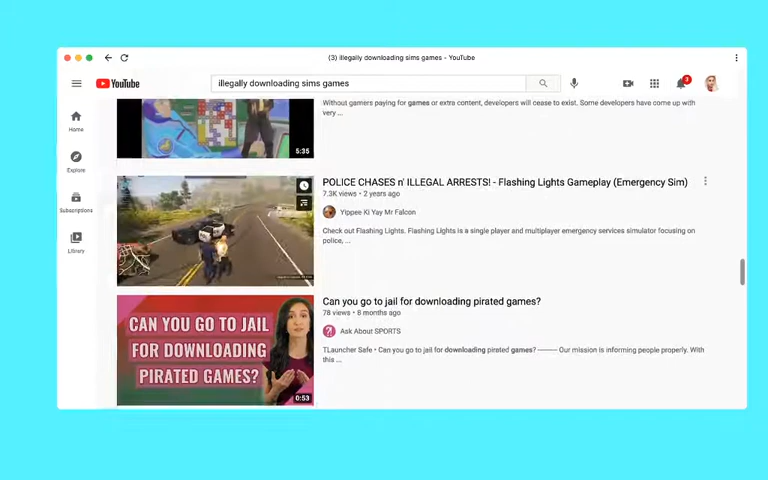 (3) illegally downloading sims games - YouTube
YouTube
illegally downloading sims games
3
Home
Explore
Subscriptions
Library
Without gamers paying for games or extra content, developers will cease to exist. Some developers have come up with
very ...
5:35
POLICE CHASES n' ILLEGAL ARRESTS! - Flashing Lights Gameplay (Emergency Sim)
7.3K views • 2 years ago
Yippee Ki Yay Mr Falcon
Check out Flashing Lights. Flashing Lights is a single player and multiplayer emergency services simulator focusing on
police, ...
CAN YOU GO TO JAIL
FOR DOWNLOADING
PIRATED GAMES?
0:53
Can you go to jail for downloading pirated games?
78 views • 8 months ago
Ask About SPORTS
TLauncher Safe • Can you go to jail for downloading pirated games? ——— Our mission is informing people properly. With
this ...